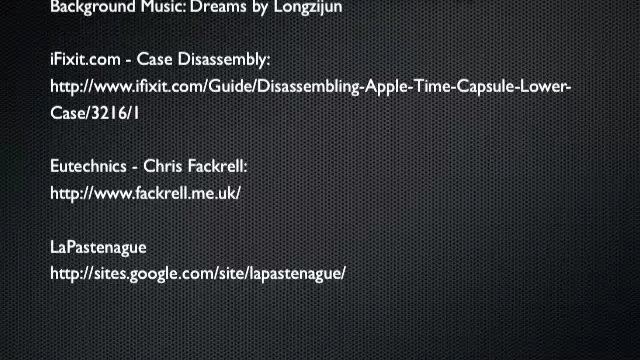 Background Music: Dreams by Longzijun
iFixit.com - Case Disassembly:
http://www.ifixit.com/Guide/Disassembling-Apple-Time-Capsule-Lower-
Case/3216/1
Eutechnics - Chris Fackrell:
http://www.fackrell.me.uk/
LaPastenague
http://sites.google.com/site/lapastenague/